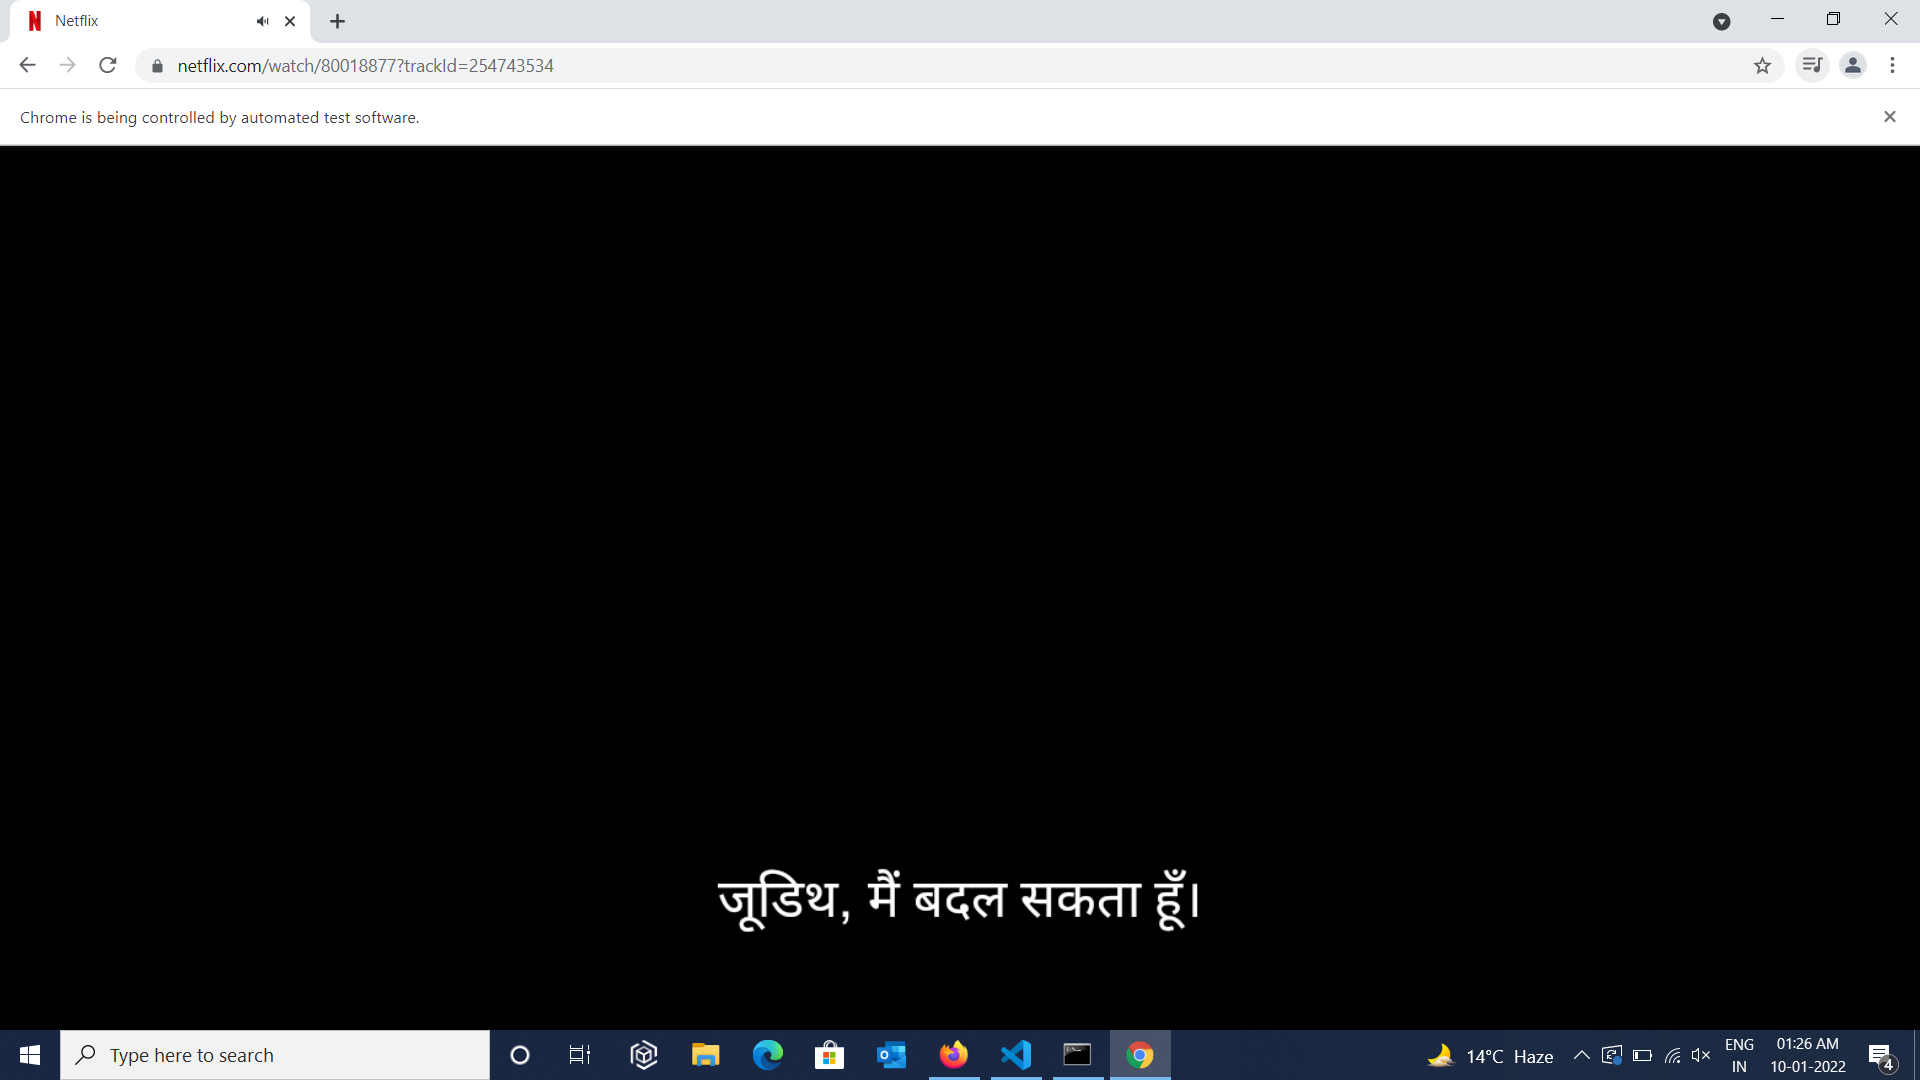 Netflix
netflix.com/watch/80018877?trackId=254743534
Chrome is being controlled by automated test software.
जूडिथ, मैं बदल सकता हूँ।
Type here to search
14°C Haze
ENG
IN
01:26 AM
10-01-2022
4